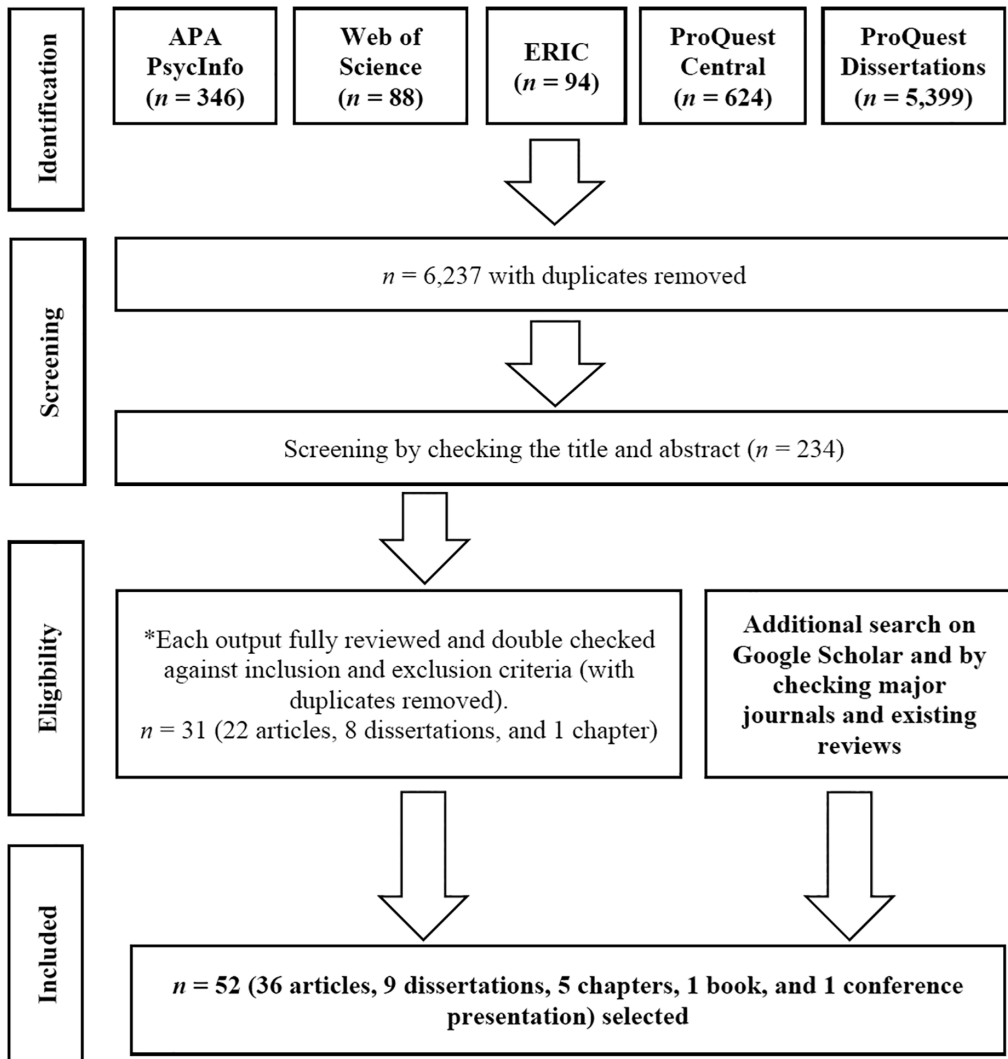 Identification
APA
PsycInfo
(n = 346)
Web of
Science
(n = 88)
ERIC
(n = 94)
ProQuest
Central
(n = 624)
ProQuest
Dissertations
(n = 5,399)
Screening
n = 6,237 with duplicates removed
Screening by checking the title and abstract (n = 234)
Eligibility
*Each output fully reviewed and double checked
against inclusion and exclusion criteria (with
duplicates removed).
n = 31 (22 articles, 8 dissertations, and 1 chapter)
Additional search on
Google Scholar and by
checking major
journals and existing
reviews
Included
n = 52 (36 articles, 9 dissertations, 5 chapters, 1 book, and 1 conference
presentation) selected